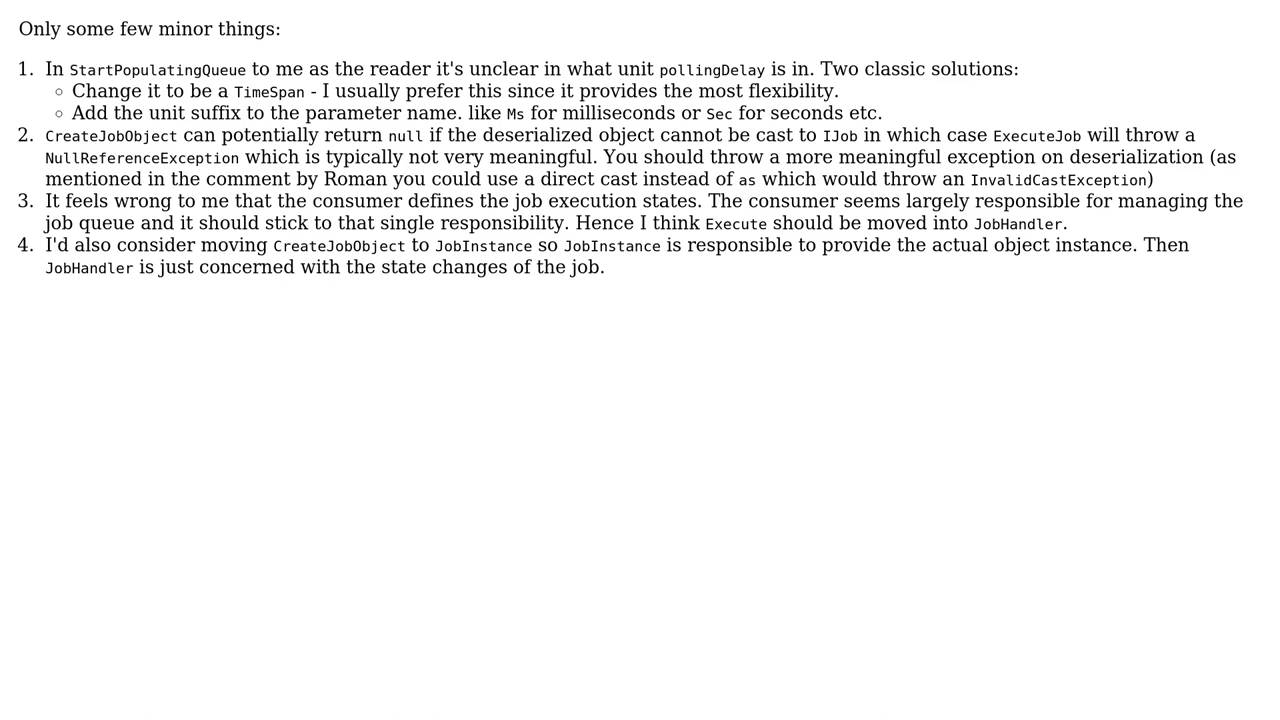 Only some few minor things:
1. In StartPopulatingQueue to me as the reader it's unclear in what unit pollingDelay is in. Two classic solutions:
◦ Change it to be a TimeSpan - I usually prefer this since it provides the most flexibility.
◦ Add the unit suffix to the parameter name. like Ms for milliseconds or Sec for seconds etc.
2. CreateJobObject can potentially return null if the deserialized object cannot be cast to IJob in which case ExecuteJob will throw a
NullReferenceException which is typically not very meaningful. You should throw a more meaningful exception on deserialization (as
mentioned in the comment by Roman you could use a direct cast instead of as which would throw an InvalidCastException)
3. It feels wrong to me that the consumer defines the job execution states. The consumer seems largely responsible for managing the
job queue and it should stick to that single responsibility. Hence I think Execute should be moved into JobHandler.
4. I'd also consider moving CreateJobObject to JobInstance so JobInstance is responsible to provide the actual object instance. Then
JobHandler is just concerned with the state changes of the job.